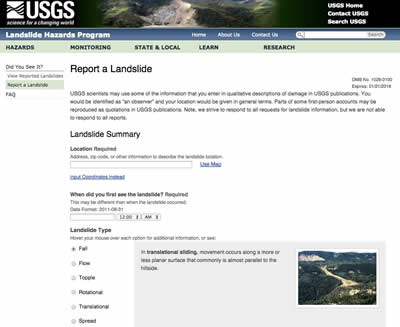 USGS
science for a changing world
USGS Home
Contact USGS
Search USGS
Landslide Hazards Program
Home
About Us
Contact Us
Search
HAZARDS
MONITORING
STATE & LOCAL
LEARN
RESEARCH
Did You See It?
View Reported Landslides
Report a Landslide
FAQ
Report a Landslide
OMB No. 1028-0100
Expires: 01/31/2018
USGS scientists may use some of the information that you enter in qualitative descriptions of damage in USGS publications. You
would be identified as "an observer" and your location would be given in general terms. Parts of some first-person accounts may be
reproduced as quotations in USGS publications. Note, we strive to respond to all requests for landslide information, but we are not
able to respond to all reports.
Landslide Summary
Location Required
Address, zip code, or other information to describe the landslide location.
Use Map
Input Coordinates instead
When did you first see the landslide? Required
This may be different than when the landslide occurred.
Date Format: 2011-08-31
12:00
AM
Landslide Type
Hover your mouse over each option for additional information, or see:
Fall
Flow
Topple
Rotational
Translational
Spread
In translational sliding, movement occurs along a more or
less planar surface that commonly is almost parallel to the
hillside.